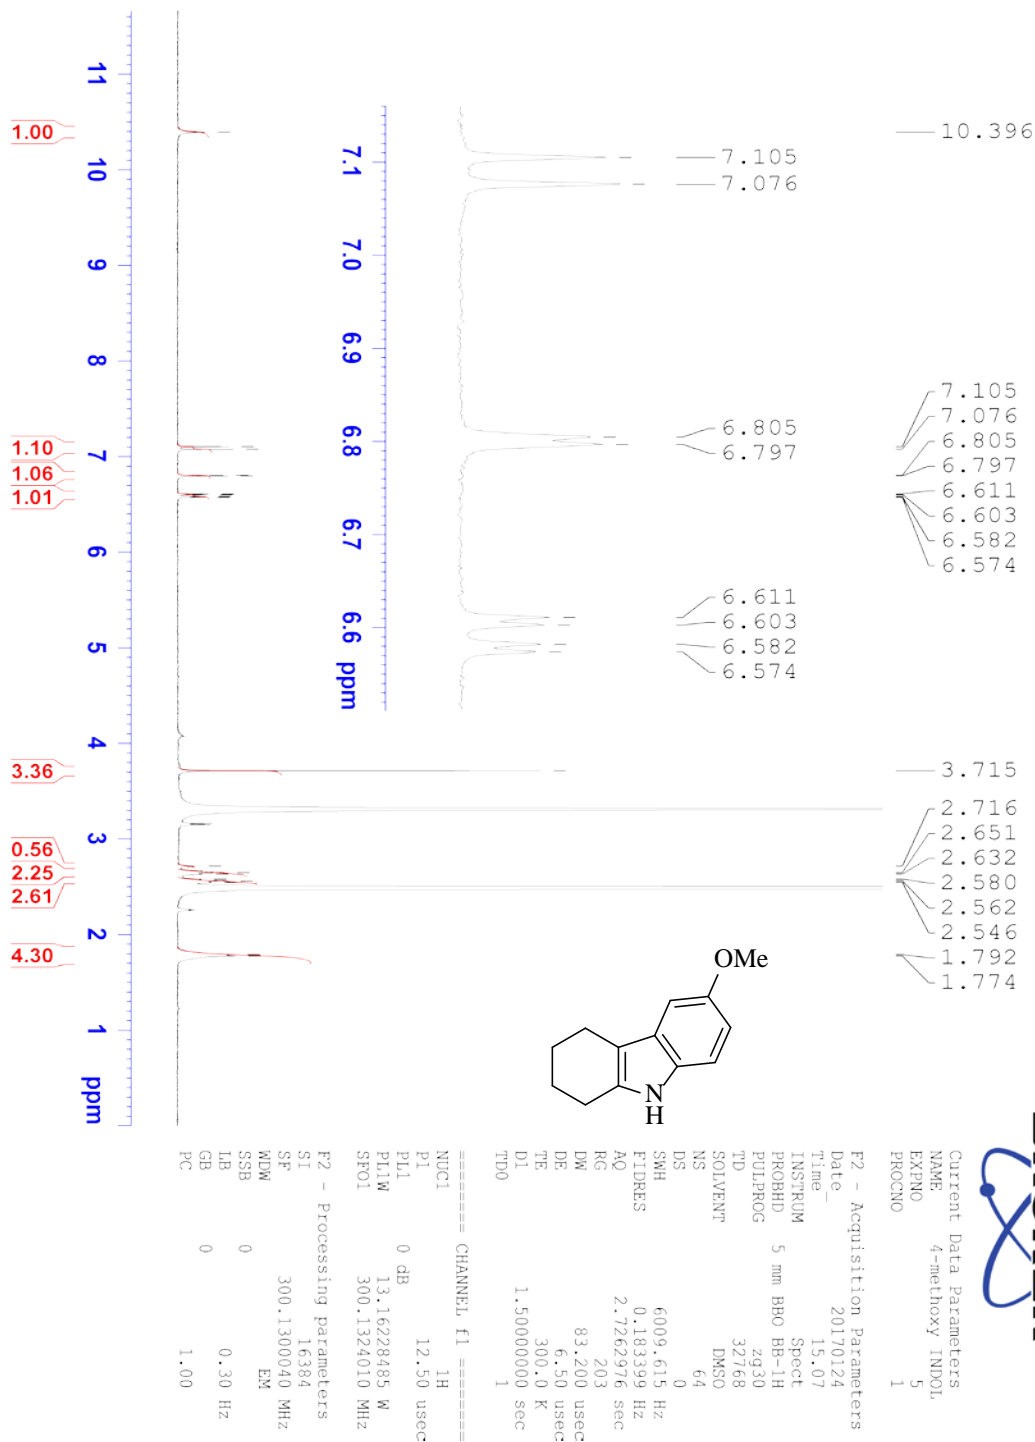 10.396
7.105
7.076
6.805
6.797
6.611
6.603
6.582
6.574
3.715
2.716
2.651
2.632
2.580
2.562
2.546
1.792
1.774
7.105
7.076
6.805
6.797
6.611
6.603
6.582
6.574
7.1 7.0 6.9 6.8 6.7 6.6 ppm
11 10 9 8 7 6 5 4 3 2 1 ppm
1.00
1.10
1.06
1.01
3.36
0.56
2.25
2.61
4.30
OMe
N
H
Current Data Parameters
NAME 4-methoxy INDOL
EXPNO 5
PROCNO 1
F2 - Acquisition Parameters
Date_ 20170124
Time 15.07
INSTRUM Spect
PROBHD 5 mm BBO BB-1H
PULPROG zg30
TD 32768
SOLVENT DMSO
NS 64
DS 0
SWH 6009.615 Hz
FIDRES 0.183399 Hz
AQ 2.7262976 sec
RG 203
DW 83.200 usec
DE 6.50 usec
TE 300.0 K
D1 1.50000000 sec
TD0 1
======== CHANNEL f1 ========
NUC1 1H
P1 12.50 usec
PL1 0 dB
PL1W 13.16228485 W
SFO1 300.1324010 MHz
F2 - Processing parameters
SI 16384
SF 300.1300040 MHz
WDW EM
SSB 0
LB 0.30 Hz
GB 0
PC 1.00